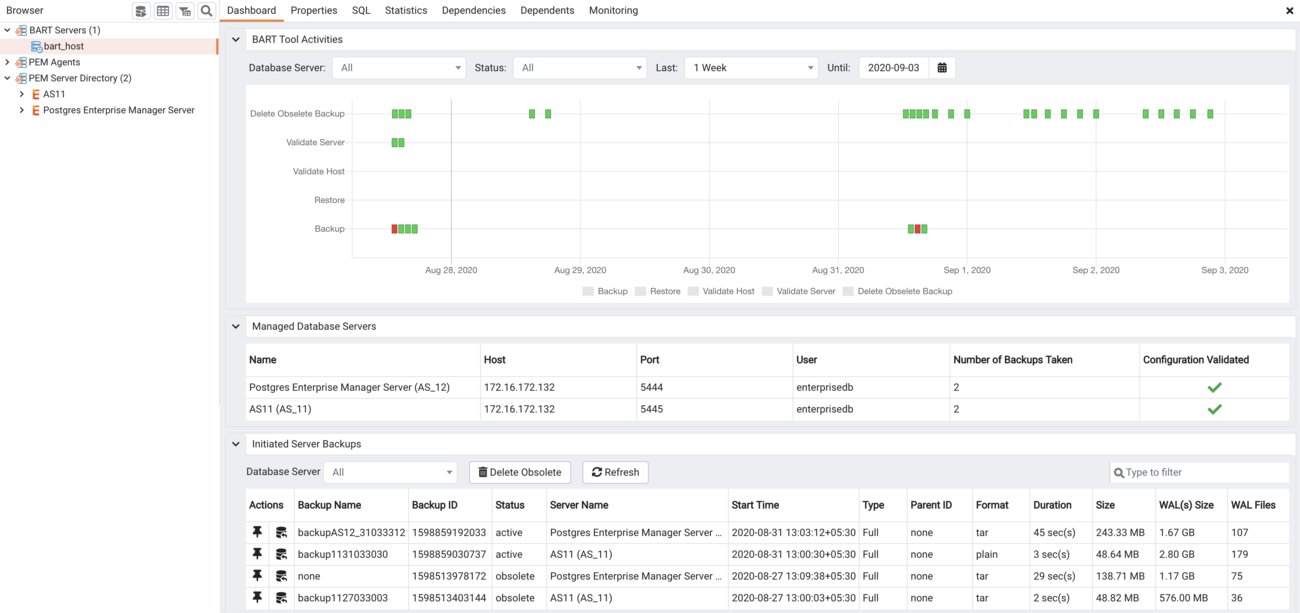 Browser
Dashboard Properties SQL Statistics Dependencies Dependents Monitoring
BART Servers (1)
bart_host
PEM Agents
PEM Server Directory (2)
AS11
Postgres Enterprise Manager Server
BART Tool Activities
Database Server: All Status: All Last: 1 Week Until: 2020-09-03
Delete Obselete Backup
Validate Server
Validate Host
Restore
Backup
Aug 28, 2020 Aug 29, 2020 Aug 30, 2020 Aug 31, 2020 Sep 1, 2020 Sep 2, 2020 Sep 3, 2020
Backup Restore Validate Host Validate Server Delete Obselete Backup
Managed Database Servers
Name Host Port User Number of Backups Taken Configuration Validated
Postgres Enterprise Manager Server (AS_12) 172.16.172.132 5444 enterprisedb 2
AS11 (AS_11) 172.16.172.132 5445 enterprisedb 2
Initiated Server Backups
Database Server All Delete Obsolete Refresh Type to filter
Actions Backup Name Backup ID Status Server Name Start Time Type Parent ID Format Duration Size WAL(s) Size WAL Files
backupAS12_31033312 1598859192033 active Postgres Enterprise Manager Server ... 2020-08-31 13:03:12+05:30 Full none tar 45 sec(s) 243.33 MB 1.67 GB 107
backup1131033030 1598859030737 active AS11 (AS_11) 2020-08-31 13:00:30+05:30 Full none plain 3 sec(s) 48.64 MB 2.80 GB 179
none 1598513978172 obsolete Postgres Enterprise Manager Server ... 2020-08-27 13:09:38+05:30 Full none tar 29 sec(s) 138.71 MB 1.17 GB 75
backup1127033003 1598513403144 obsolete AS11 (AS_11) 2020-08-27 13:00:03+05:30 Full none tar 2 sec(s) 48.82 MB 576.00 MB 36